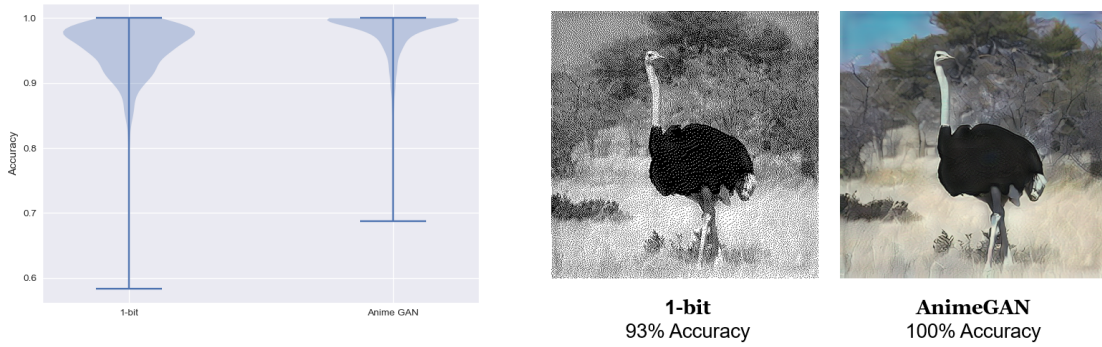 1.0
0.9
0.8
0.7
0.6
Accuracy
1-bit
Anime GAN
1-bit
93% Accuracy
AnimeGAN
100% Accuracy